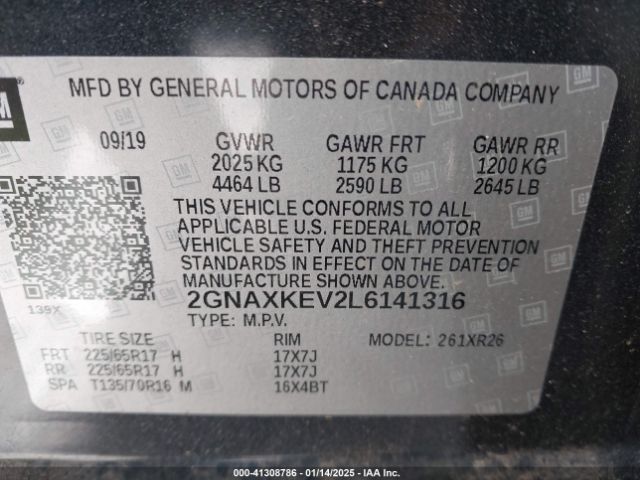 GM
MFD BY GENERAL MOTORS OF CANADA COMPANY
09/19 GVWR GAWR FRT GAWR RR
2025 KG 1175 KG 1200 KG
4464 LB 2590 LB 2645 LB
THIS VEHICLE CONFORMS TO ALL
APPLICABLE U.S. FEDERAL MOTOR
VEHICLE SAFETY AND THEFT PREVENTION
STANDARDS IN EFFECT ON THE DATE OF
MANUFACTURE SHOWN ABOVE.
139X 2GNAXKEV2L6141316
TYPE: M.P.V.
TIRE SIZE RIM MODEL: 261XR26
FRT 225/65R17 H 17X7J
RR 225/65R17 H 17X7J
SPA T135/70R16 M 16X4BT
000-41308786 — 01/14/2025 — IAA Inc.